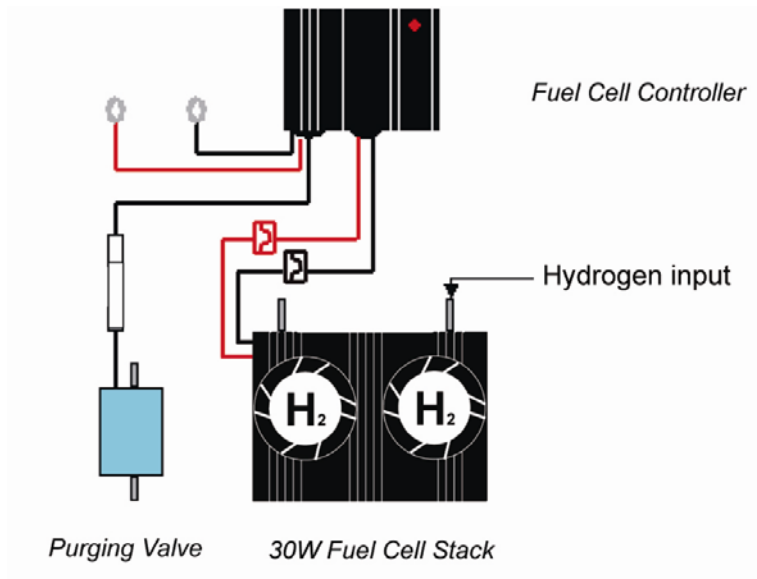 Fuel Cell Controller
Hydrogen input
H2 H2
Purging Valve 30W Fuel Cell Stack